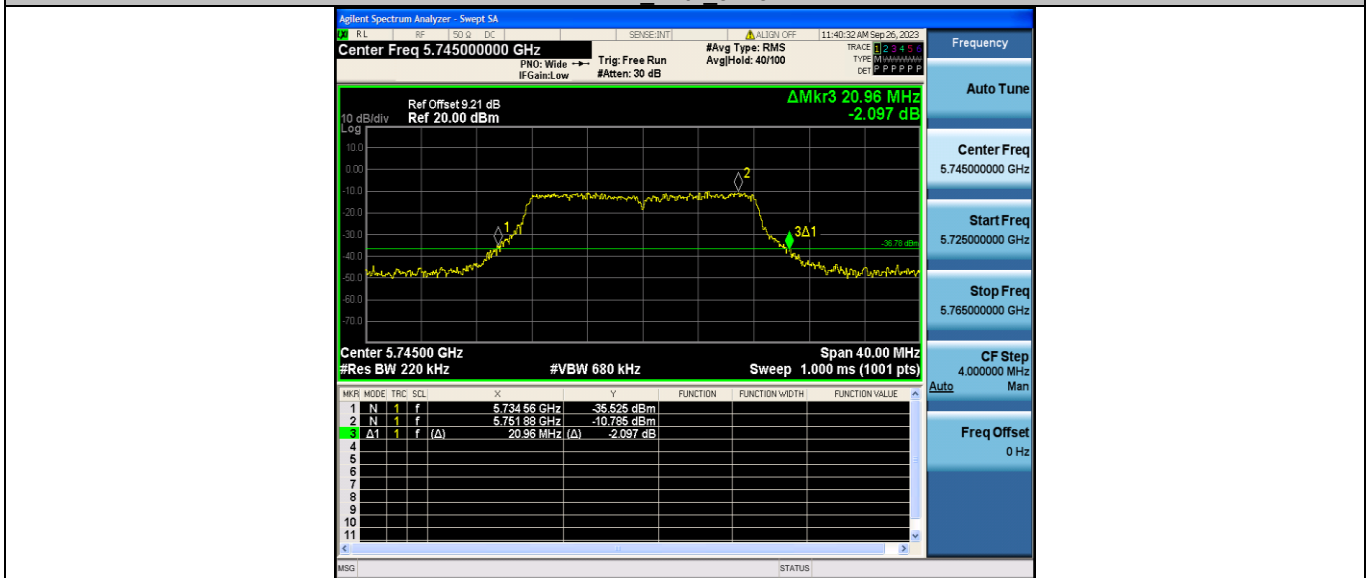 Agilent Spectrum Analyzer - Swept SA
RL RF 50 Ω DC SENSE:INT ALIGN OFF 11:40:32 AM Sep 26, 2023
Center Freq 5.745000000 GHz
PNO: Wide
IFGain:Low
Trig: Free Run
#Atten: 30 dB
#Avg Type: RMS
Avg|Hold: 40/100
TRACE 1 2 3 4 5 6
TYPE M
DET P P P P P P
Ref Offset 9.21 dB
10 dB/div Ref 20.00 dBm
Log
ΔMkr3 20.96 MHz
-2.097 dB
10.0
0.00
-10.0
-20.0
-30.0
-40.0
-50.0
-60.0
-70.0
1
2
3Δ1
-36.78 dBm
Center 5.74500 GHz Span 40.00 MHz
#Res BW 220 kHz #VBW 680 kHz Sweep 1.000 ms (1001 pts)
MKR MODE TRC SCL X Y FUNCTION FUNCTION WIDTH FUNCTION VALUE
1 N 1 f 5.734 56 GHz -35.525 dBm
2 N 1 f 5.751 88 GHz -10.785 dBm
3 Δ1 1 f (Δ) 20.96 MHz (Δ) -2.097 dB
4
5
6
7
8
9
10
11
MSG STATUS
Frequency
Auto Tune
Center Freq
5.745000000 GHz
Start Freq
5.725000000 GHz
Stop Freq
5.765000000 GHz
CF Step
4.000000 MHz
Auto Man
Freq Offset
0 Hz